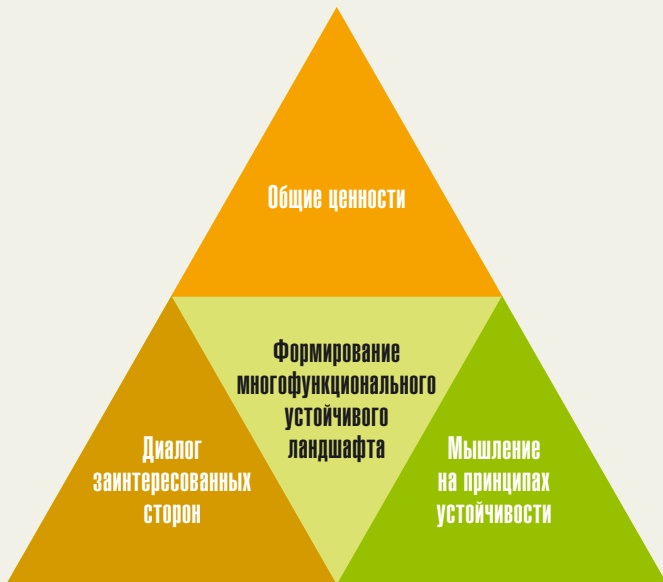 Общие ценности
Формирование
многофункционального
устойчивого
ландшафта
Диалог
заинтересованных
сторон
Мышление
на принципах
устойчивости